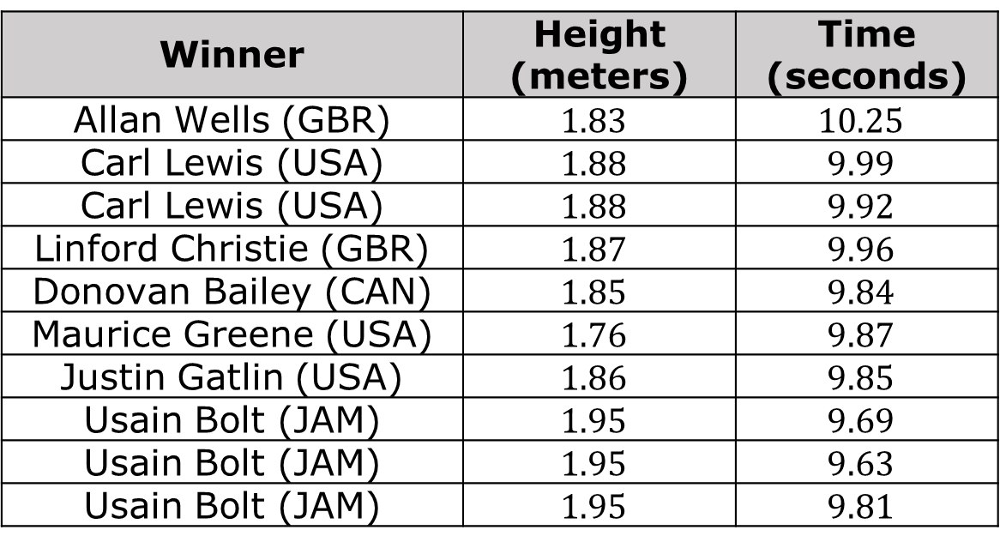 Winner Height (meters) Time (seconds)
Allan Wells (GBR) 1.83 10.25
Carl Lewis (USA) 1.88 9.99
Carl Lewis (USA) 1.88 9.92
Linford Christie (GBR) 1.87 9.96
Donovan Bailey (CAN) 1.85 9.84
Maurice Greene (USA) 1.76 9.87
Justin Gatlin (USA) 1.86 9.85
Usain Bolt (JAM) 1.95 9.69
Usain Bolt (JAM) 1.95 9.63
Usain Bolt (JAM) 1.95 9.81